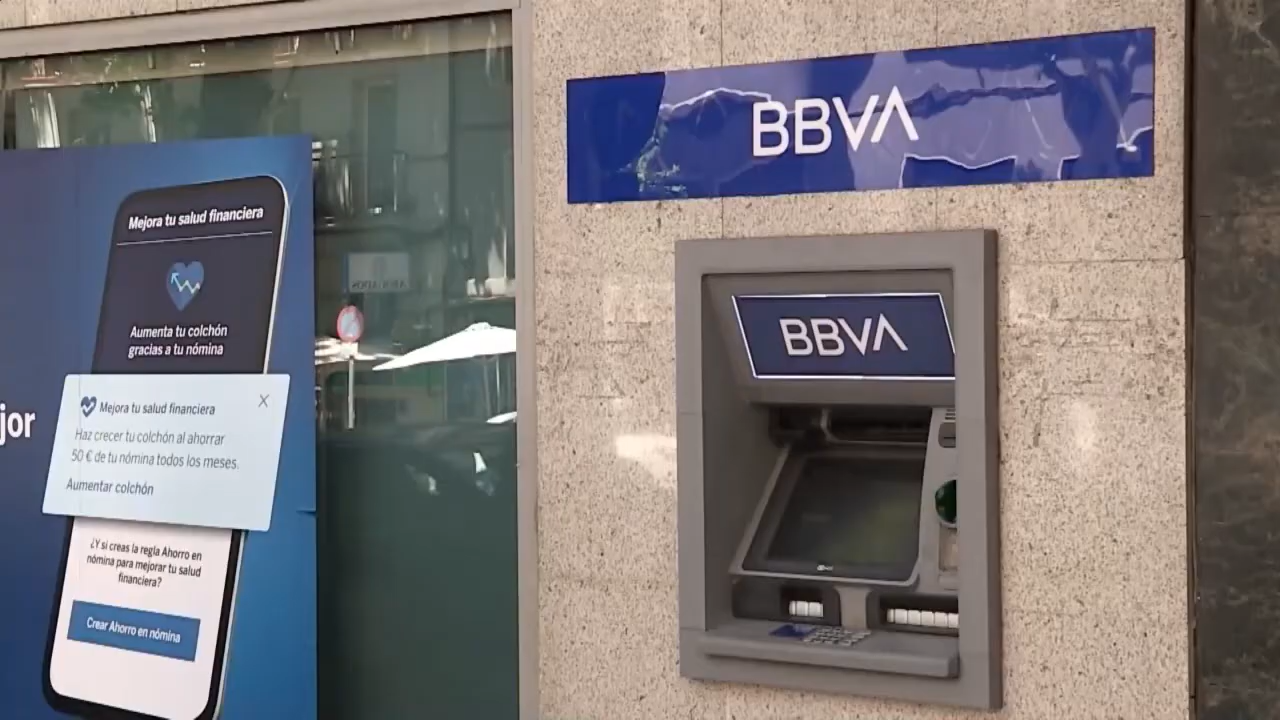 BBVA
BBVA
Mejora tu salud financiera
Aumenta tu colchón
gracias a tu nómina
jor
Mejora tu salud financiera
Haz crecer tu colchón al ahorrar
50 € de tu nómina todos los meses.
Aumentar colchón
¿Y si creas la regla Ahorro en
nómina para mejorar tu salud
financiera?
Crear Ahorro en nómina